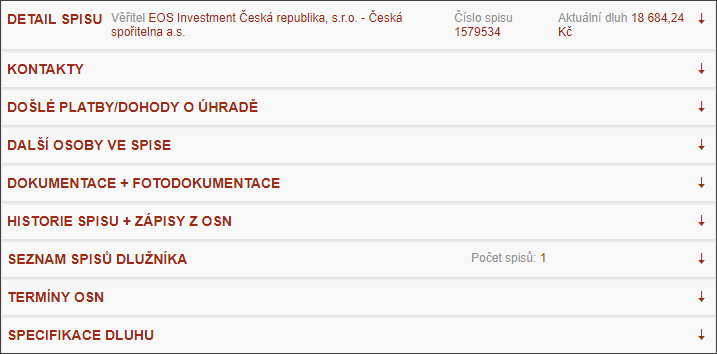 DETAIL SPISU Věřitel EOS Investment Česká republika, s.r.o. - Česká spořitelna a.s. Číslo spisu 1579534 Aktuální dluh 18 684,24 Kč
KONTAKTY
DOŠLÉ PLATBY/DOHODY O ÚHRADĚ
DALŠÍ OSOBY VE SPISE
DOKUMENTACE + FOTODOKUMENTACE
HISTORIE SPISU + ZÁPISY Z OSN
SEZNAM SPISŮ DLUŽNÍKA Počet spisů: 1
TERMÍNY OSN
SPECIFIKACE DLUHU